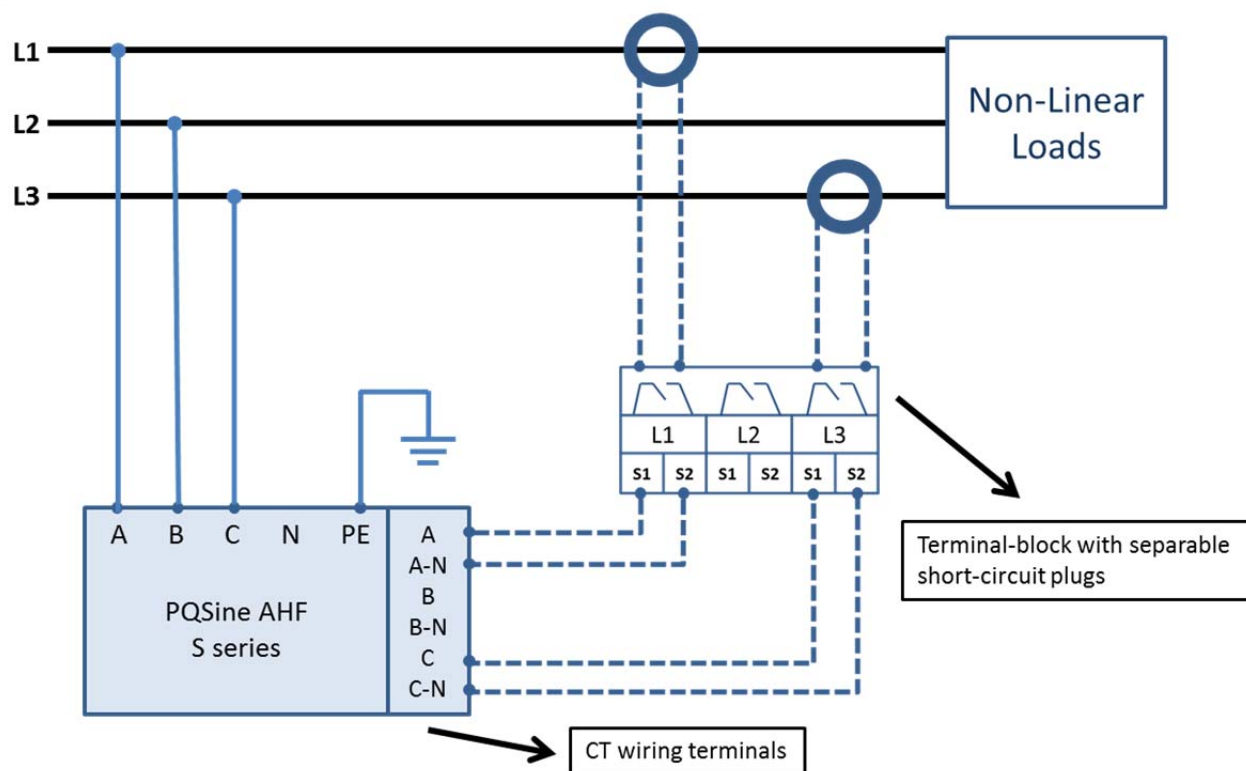 L1
L2
L3
Non-Linear
Loads
L1 L2 L3
S1 S2 S1 S2 S1 S2
A B C N PE
A
A-N
B
B-N
C
C-N
PQSine AHF
S series
Terminal-block with separable
short-circuit plugs
CT wiring terminals